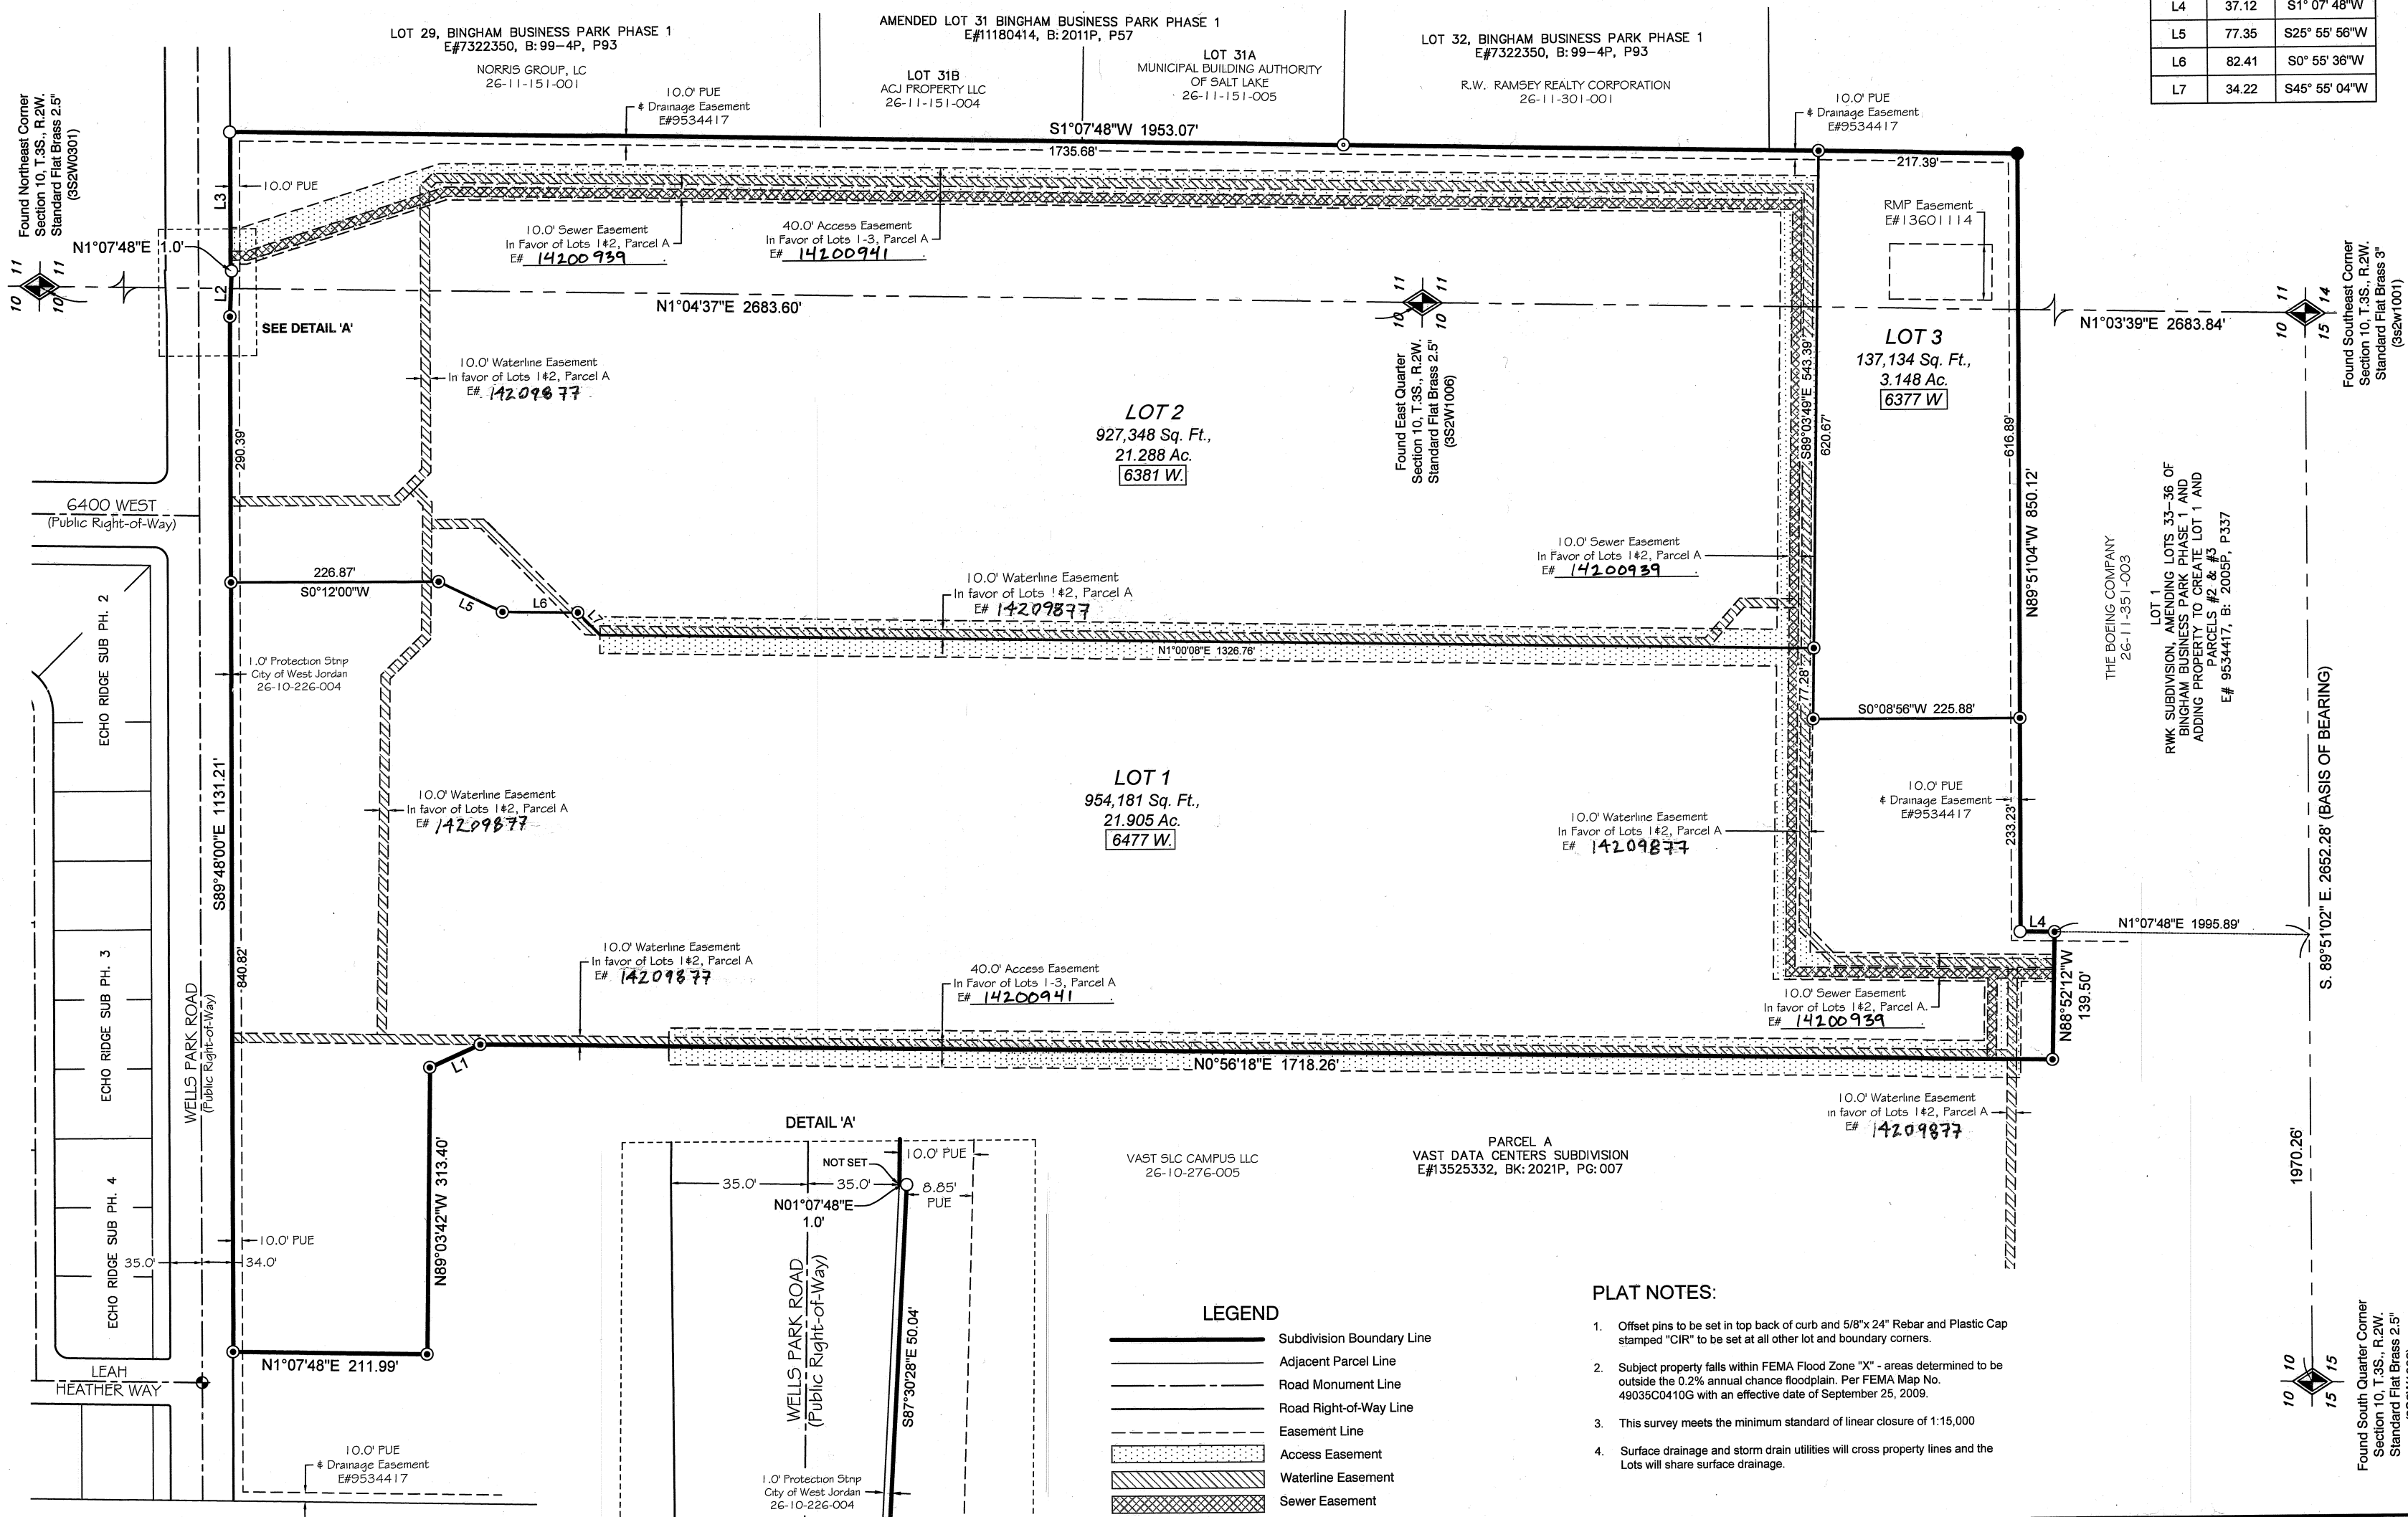 LOT 29, BINGHAM BUSINESS PARK PHASE 1
E#7322350, B: 99-4P, P93
NORRIS GROUP, LC
26-11-151-001
AMENDED LOT 31 BINGHAM BUSINESS PARK PHASE 1
E#11180414, B: 2011P, P57
LOT 31B
ACJ PROPERTY LLC
26-11-151-004
LOT 31A
MUNICIPAL BUILDING AUTHORITY
OF SALT LAKE
26-11-151-005
LOT 32, BINGHAM BUSINESS PARK PHASE 1
E#7322350, B: 99-4P, P93
R.W. RAMSEY REALTY CORPORATION
26-11-301-001
L4 37.12 S1° 07' 48"W
L5 77.35 S25° 55' 56"W
L6 82.41 S0° 55' 36"W
L7 34.22 S45° 55' 04"W
10.0' PUE
& Drainage Easement
E#9534417
10.0' PUE
& Drainage Easement
E#9534417
S1°07'48"W 1953.07'
1735.68'
217.39'
Found Northeast Corner
Section 10, T.3S., R.2W.
Standard Flat Brass 2.5"
(3S2W0301)
10 11
10 11
L3
10.0' PUE
N1°07'48"E 1.0'
L2
SEE DETAIL 'A'
10.0' Sewer Easement
In Favor of Lots 1&2, Parcel A
E# 14200939
40.0' Access Easement
In Favor of Lots 1-3, Parcel A
E# 14200941
N1°04'37"E 2683.60'
10 11
10 11
Found East Quarter
Section 10, T.3S., R.2W.
Standard Flat Brass 2.5"
(3S2W1006)
RMP Easement
E#13601114
N1°03'39"E 2683.84'
10 11
15 14
Found Southeast Corner
Section 10, T.3S., R.2W.
Standard Flat Brass 3"
(3s2w1001)
LOT 3
137,134 Sq. Ft.,
3.148 Ac.
6377 W
S89°03'49"E 543.39'
620.67'
616.89'
N89°51'04"W 850.12'
10.0' Waterline Easement
In favor of Lots 1&2, Parcel A
E# 14209877
LOT 2
927,348 Sq. Ft.,
21.288 Ac.
6381 W.
290.39'
6400 WEST
(Public Right-of-Way)
226.87'
S0°12'00"W
L5
L6
L7
10.0' Waterline Easement
In favor of Lots 1&2, Parcel A
E# 14209877
10.0' Sewer Easement
In Favor of Lots 1&2, Parcel A
E# 14200939
N1°00'08"E 1326.76'
77.28'
S0°08'56"W 225.88'
THE BOEING COMPANY
26-11-351-003
LOT 1
RWK SUBDIVISION, AMENDING LOTS 33-36 OF
BINGHAM BUSINESS PARK PHASE 1 AND
ADDING PROPERTY TO CREATE LOT 1 AND
PARCELS #2 & #3
E# 9534417, B: 2005P, P337
S. 89°51'02" E. 2652.28' (BASIS OF BEARING)
ECHO RIDGE SUB PH. 2
ECHO RIDGE SUB PH. 3
ECHO RIDGE SUB PH. 4
1.0' Protection Strip
City of West Jordan
26-10-226-004
S89°48'00"E 1131.21'
840.82'
WELLS PARK ROAD
(Public Right-of-Way)
10.0' Waterline Easement
In favor of Lots 1&2, Parcel A
E# 14209877
LOT 1
954,181 Sq. Ft.,
21.905 Ac.
6477 W.
10.0' Waterline Easement
In Favor of Lots 1&2, Parcel A
E# 14209877
10.0' PUE
& Drainage Easement
E#9534417
233.23'
L4
N1°07'48"E 1995.89'
N88°52'12"W
139.50'
10.0' Waterline Easement
In favor of Lots 1&2, Parcel A
E# 14209877
40.0' Access Easement
In Favor of Lots 1-3, Parcel A
E# 14200941
10.0' Sewer Easement
In favor of Lots 1&2, Parcel A.
E# 14200939
L1
N0°56'18"E 1718.26'
10.0' Waterline Easement
in favor of Lots 1&2, Parcel A
E# 14209877
N89°03'42"W 313.40'
35.0'
34.0'
10.0' PUE
N1°07'48"E 211.99'
LEAH
HEATHER WAY
10.0' PUE
& Drainage Easement
E#9534417
DETAIL 'A'
NOT SET
10.0' PUE
35.0'
35.0'
8.85'
PUE
N01°07'48"E
1.0'
WELLS PARK ROAD
(Public Right-of-Way)
S87°30'28"E 50.04'
1.0' Protection Strip
City of West Jordan
26-10-226-004
VAST SLC CAMPUS LLC
26-10-276-005
PARCEL A
VAST DATA CENTERS SUBDIVISION
E#13525332, BK: 2021P, PG: 007
1970.26'
10 10
15 15
Found South Quarter Corner
Section 10, T.3S., R.2W.
Standard Flat Brass 2.5"
LEGEND
Subdivision Boundary Line
Adjacent Parcel Line
Road Monument Line
Road Right-of-Way Line
Easement Line
Access Easement
Waterline Easement
Sewer Easement
PLAT NOTES:
1. Offset pins to be set in top back of curb and 5/8"x 24" Rebar and Plastic Cap
stamped "CIR" to be set at all other lot and boundary corners.
2. Subject property falls within FEMA Flood Zone "X" - areas determined to be
outside the 0.2% annual chance floodplain. Per FEMA Map No.
49035C0410G with an effective date of September 25, 2009.
3. This survey meets the minimum standard of linear closure of 1:15,000
4. Surface drainage and storm drain utilities will cross property lines and the
Lots will share surface drainage.